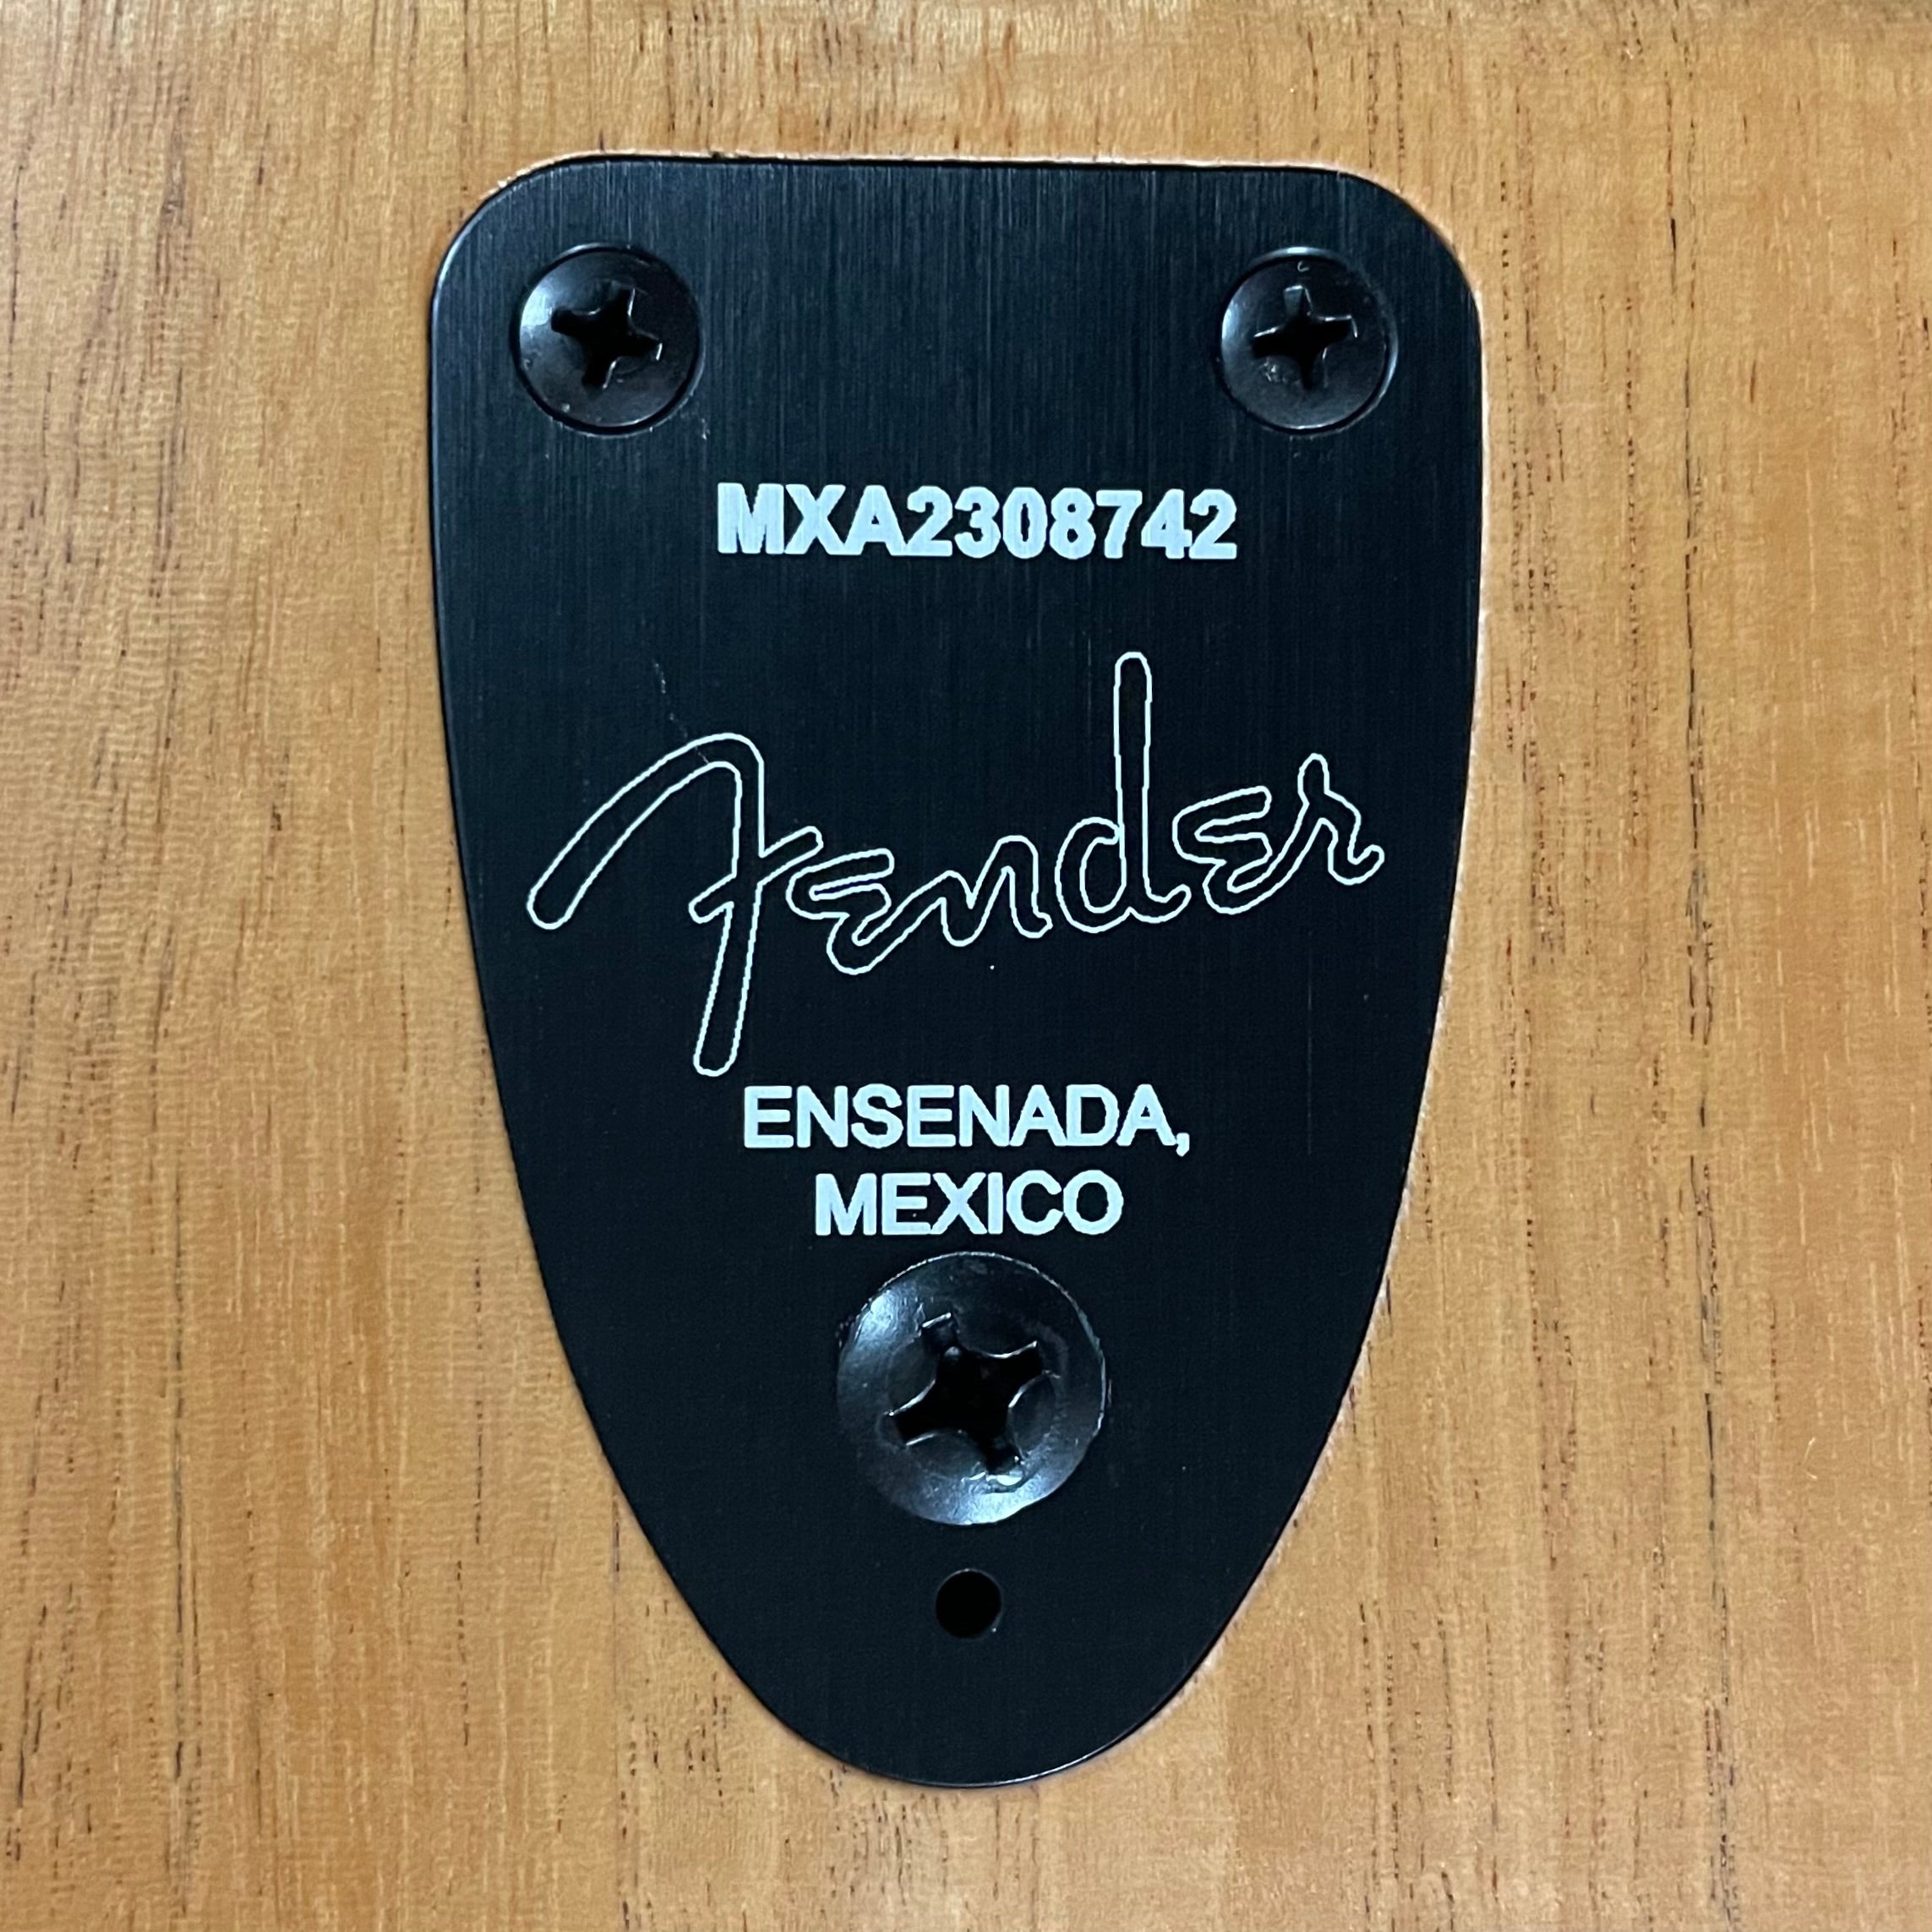 MXA2308742
Fender
ENSENADA,
MEXICO